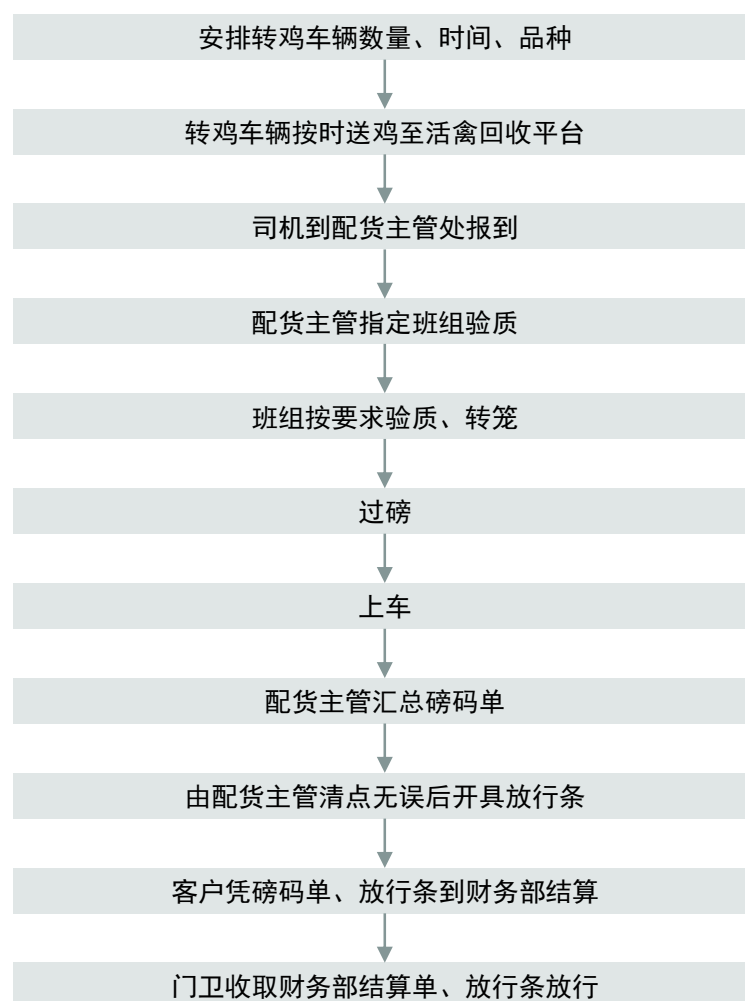 安排转鸡车辆数量、时间、品种
转鸡车辆按时送鸡至活禽回收平台
司机到配货主管处报到
配货主管指定班组验质
班组按要求验质、转笼
过磅
上车
配货主管汇总磅码单
由配货主管清点无误后开具放行条
客户凭磅码单、放行条到财务部结算
门卫收取财务部结算单、放行条放行